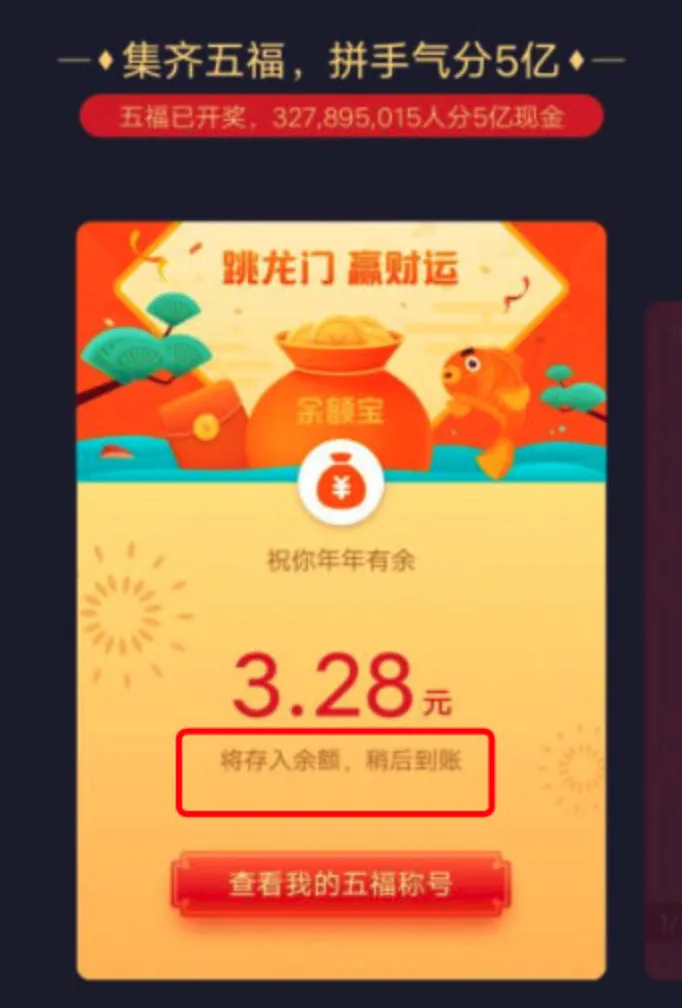 集齐五福，拼手气分5亿
五福已开奖，327,895,015人分5亿现金
跳龙门 赢财运
余额宝
¥
祝你年年有余
3.28元
将存入余额，稍后到账
查看我的五福称号